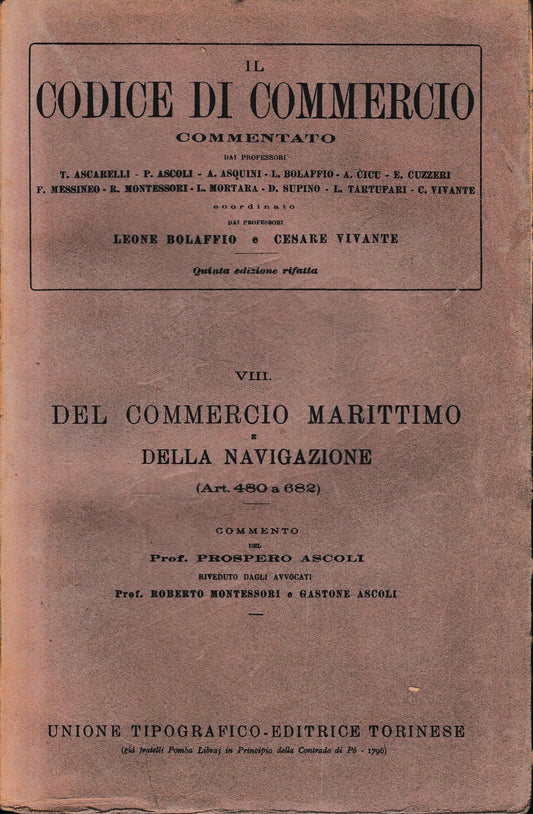 IL
CODICE DI COMMERCIO
COMMENTATO
DAI PROFESSORI
T. ASCARELLI - P. ASCOLI - A. ASQUINI - L. BOLAFFIO - A. CICU - E. CUZZERI
F. MESSINEO - R. MONTESSORI - L. MORTARA - D. SUPINO - L. TARTUFARI - C. VIVANTE
coordinato
DAI PROFESSORI
LEONE BOLAFFIO e CESARE VIVANTE
Quinta edizione rifatta
VIII.
DEL COMMERCIO MARITTIMO
E
DELLA NAVIGAZIONE
(Art. 480 a 682)
COMMENTO
DEL
Prof. PROSPERO ASCOLI
RIVEDUTO DAGLI AVVOCATI
Prof. ROBERTO MONTESSORI e GASTONE ASCOLI
UNIONE TIPOGRAFICO-EDITRICE TORINESE
(già fratelli Pomba Libraj in Principio della Contrada di Pò - 1796)